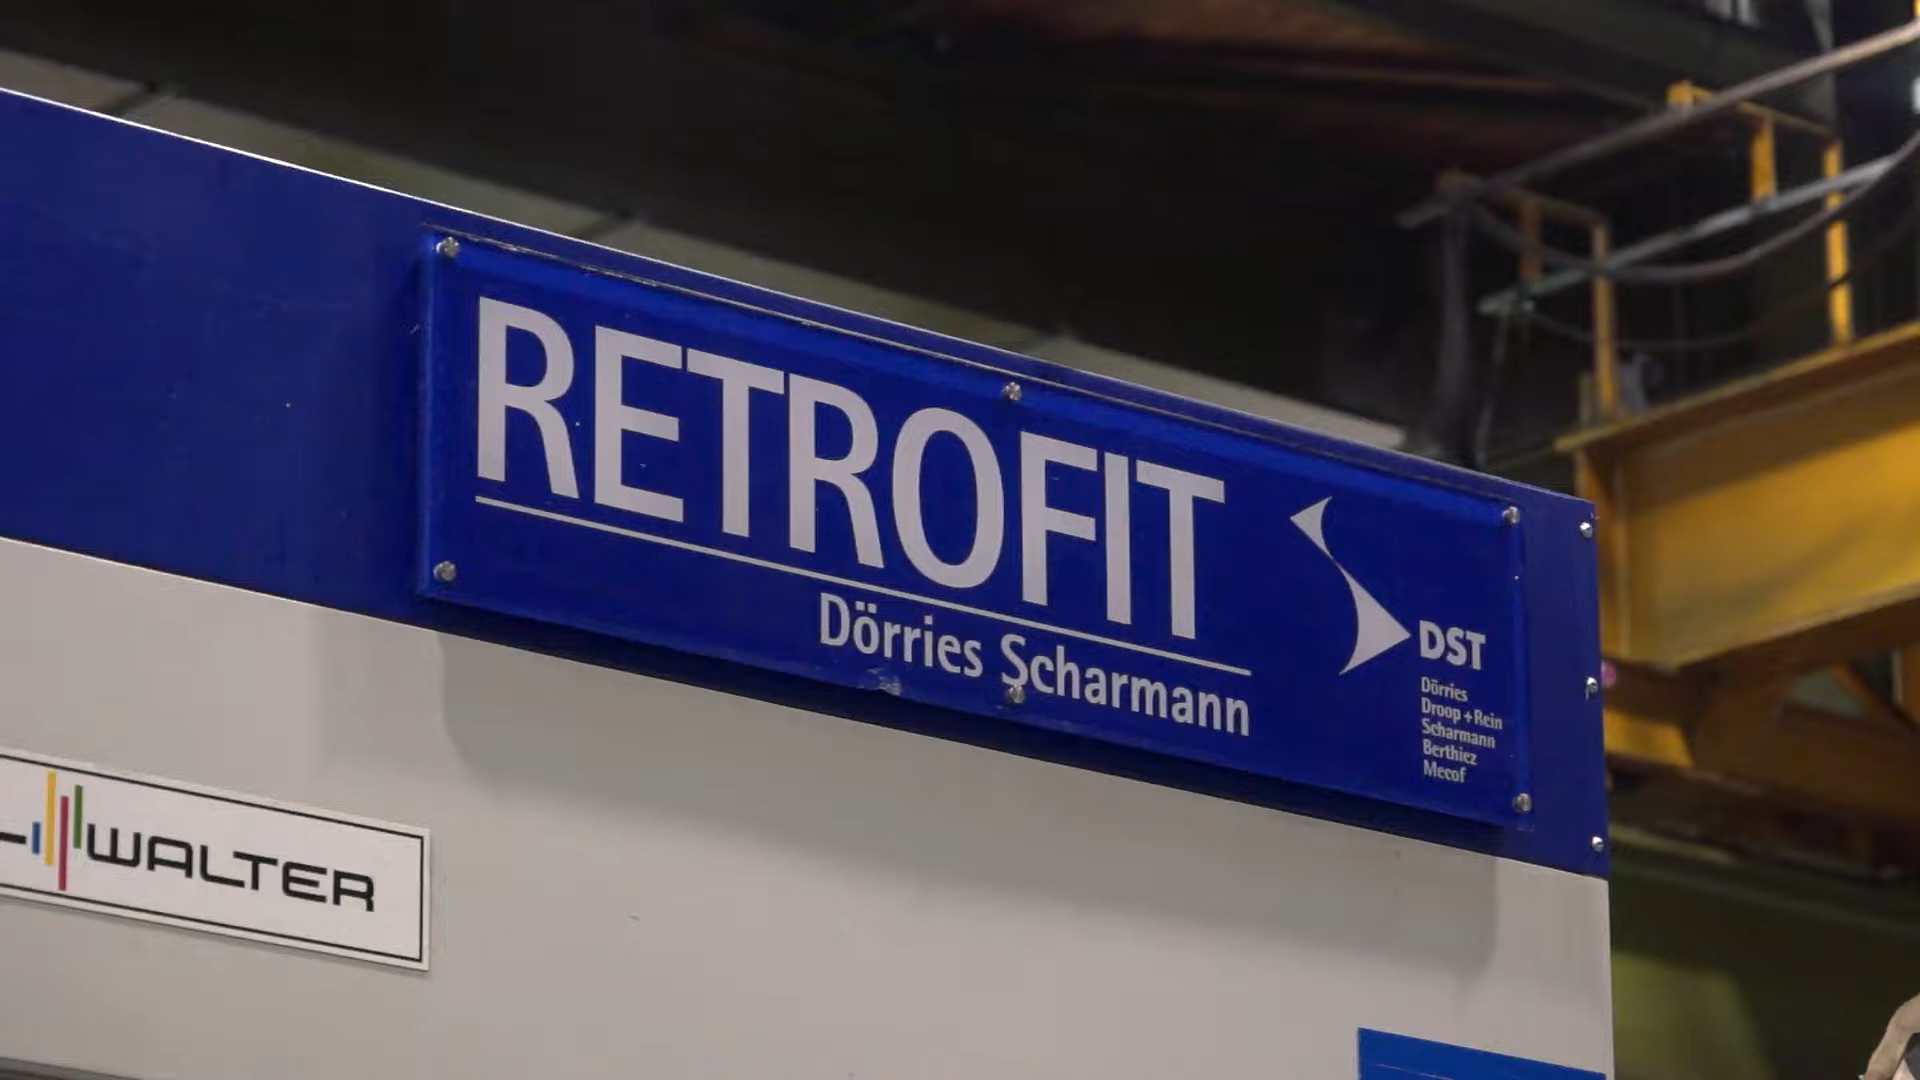 RETROFIT
Dörries Scharmann
DST
Dörries
Droop+Rein
Scharmann
Berthiez
Mecof
WALTER